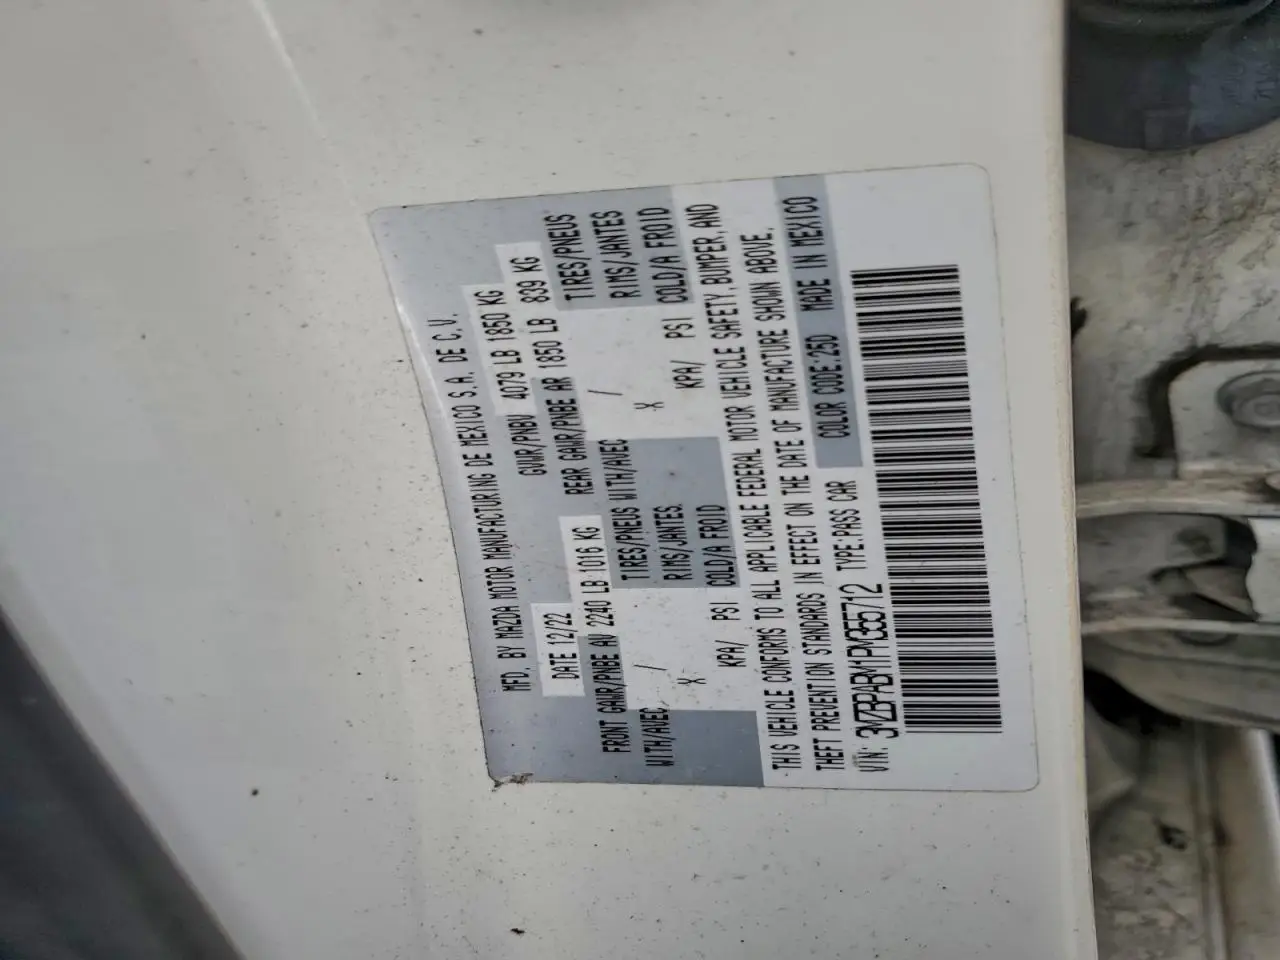 MFD. BY MAZDA MOTOR MANUFACTURING DE MEXICO S.A. DE C.V.
DATE 12/22 GVWR/PNBV 4079 LB 1850 KG
FRONT GAWR/PNBE AV 2240 LB 1016 KG REAR GAWR/PNBE AR 1850 LB 839 KG
WITH/AVEC / TIRES/PNEUS WITH/AVEC / TIRES/PNEUS
X RIMS/JANTES X RIMS/JANTES
KPA/ PSI COLD/A FROID KPA/ PSI COLD/A FROID
THIS VEHICLE CONFORMS TO ALL APPLICABLE FEDERAL MOTOR VEHICLE SAFETY, BUMPER, AND
THEFT PREVENTION STANDARDS IN EFFECT ON THE DATE OF MANUFACTURE SHOWN ABOVE.
VIN: 3MZBPABM1PM355712 TYPE:PASS CAR COLOR CODE:25D MADE IN MEXICO